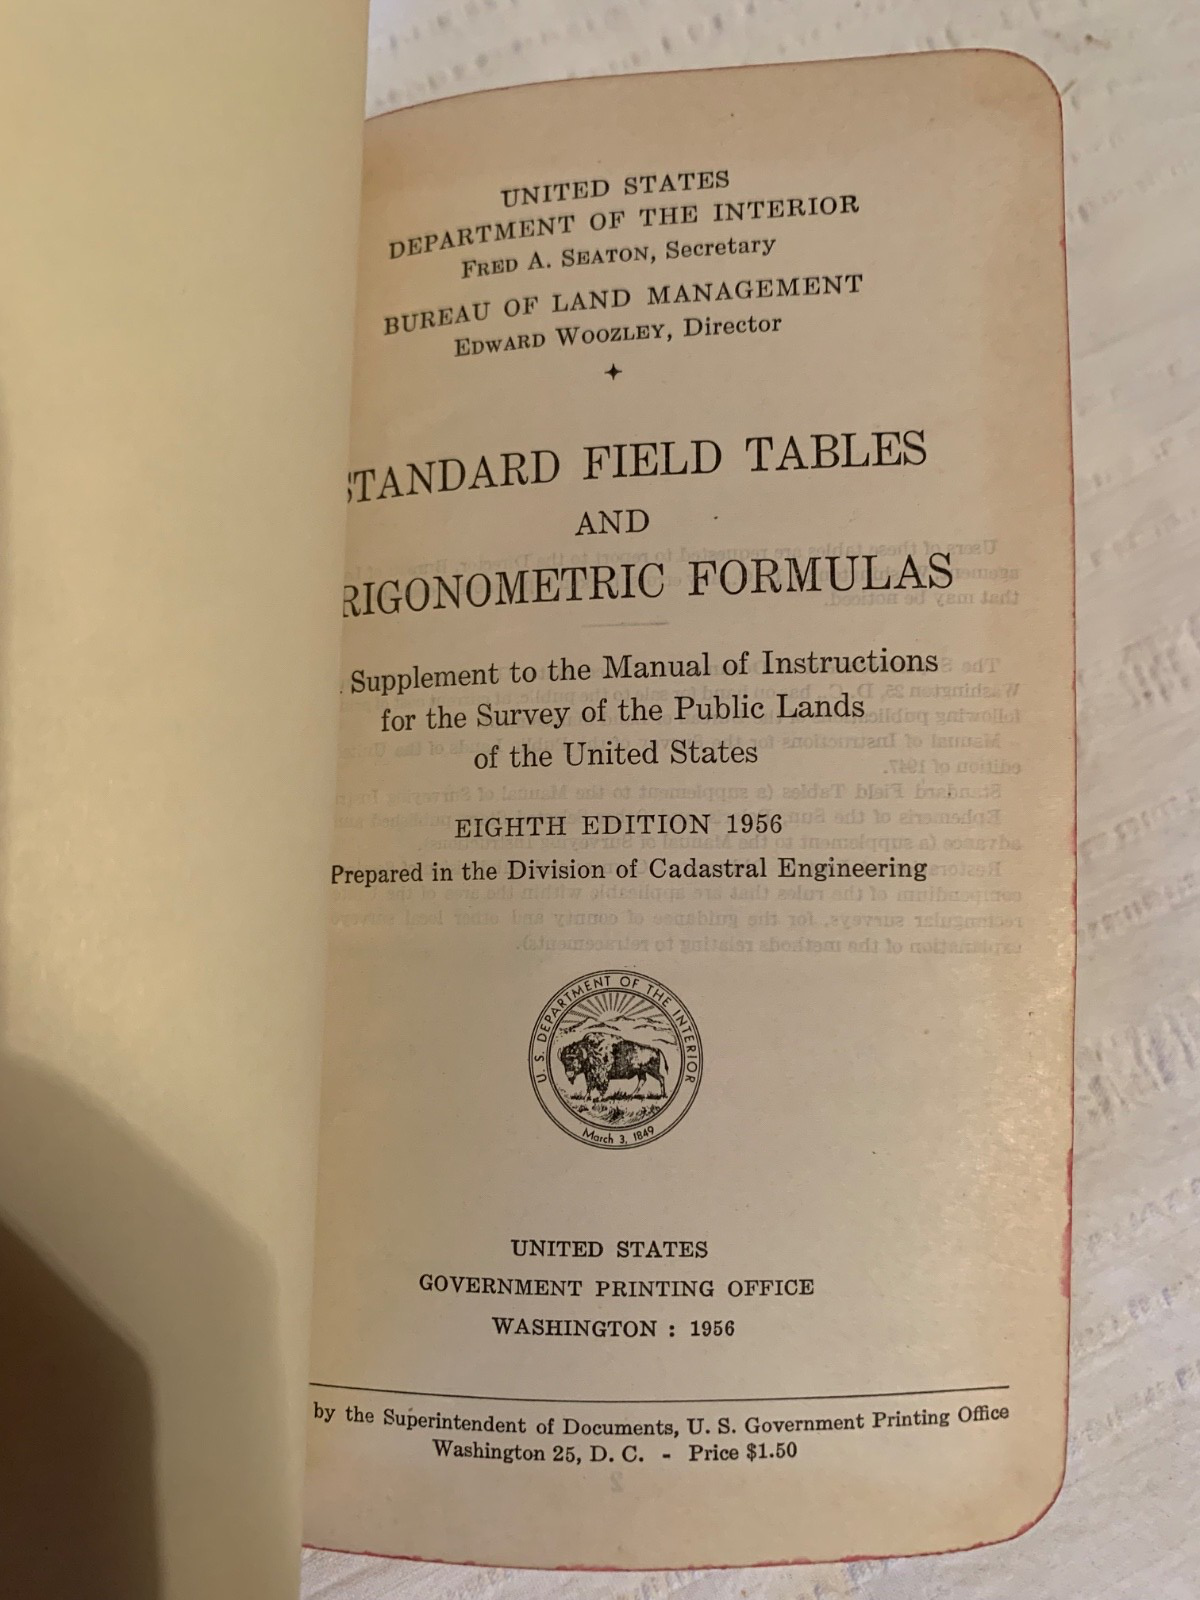 UNITED STATES
DEPARTMENT OF THE INTERIOR
FRED A. SEATON, Secretary
BUREAU OF LAND MANAGEMENT
EDWARD WOOZLEY, Director
TANDARD FIELD TABLES
AND
RIGONOMETRIC FORMULAS
Supplement to the Manual of Instructions
for the Survey of the Public Lands
of the United States
EIGHTH EDITION 1956
Prepared in the Division of Cadastral Engineering
U. S. DEPARTMENT OF THE INTERIOR
March 3, 1849
UNITED STATES
GOVERNMENT PRINTING OFFICE
WASHINGTON : 1956
by the Superintendent of Documents, U. S. Government Printing Office
Washington 25, D. C. - Price $1.50